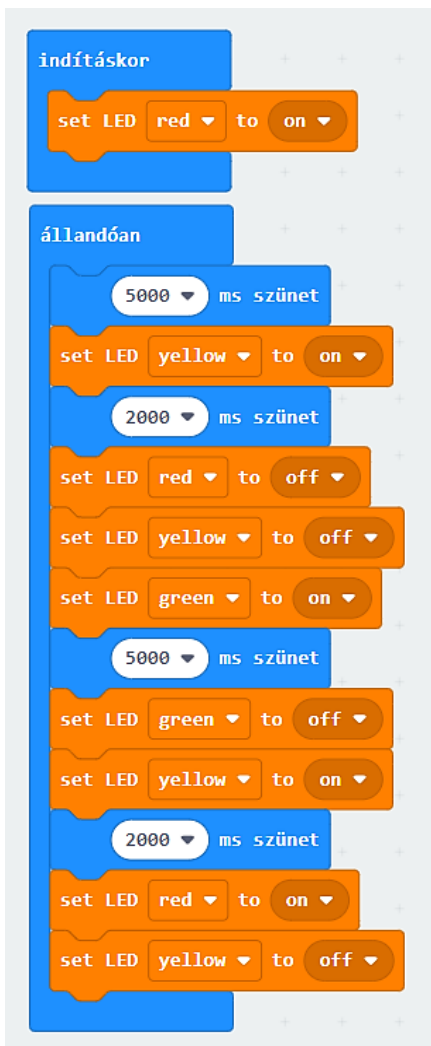 indításkor
set LED red to on
állandóan
5000 ms szünet
set LED yellow to on
2000 ms szünet
set LED red to off
set LED yellow to off
set LED green to on
5000 ms szünet
set LED green to off
set LED yellow to on
2000 ms szünet
set LED red to on
set LED yellow to off